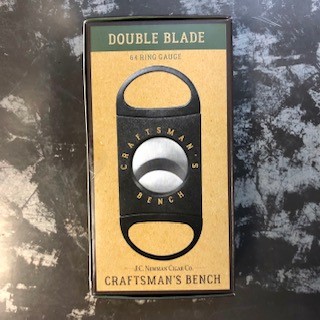 DOUBLE BLADE
64 RING GAUGE
CRAFTSMAN'S
BENCH
J.C. NEWMAN CIGAR CO.
CRAFTSMAN'S BENCH